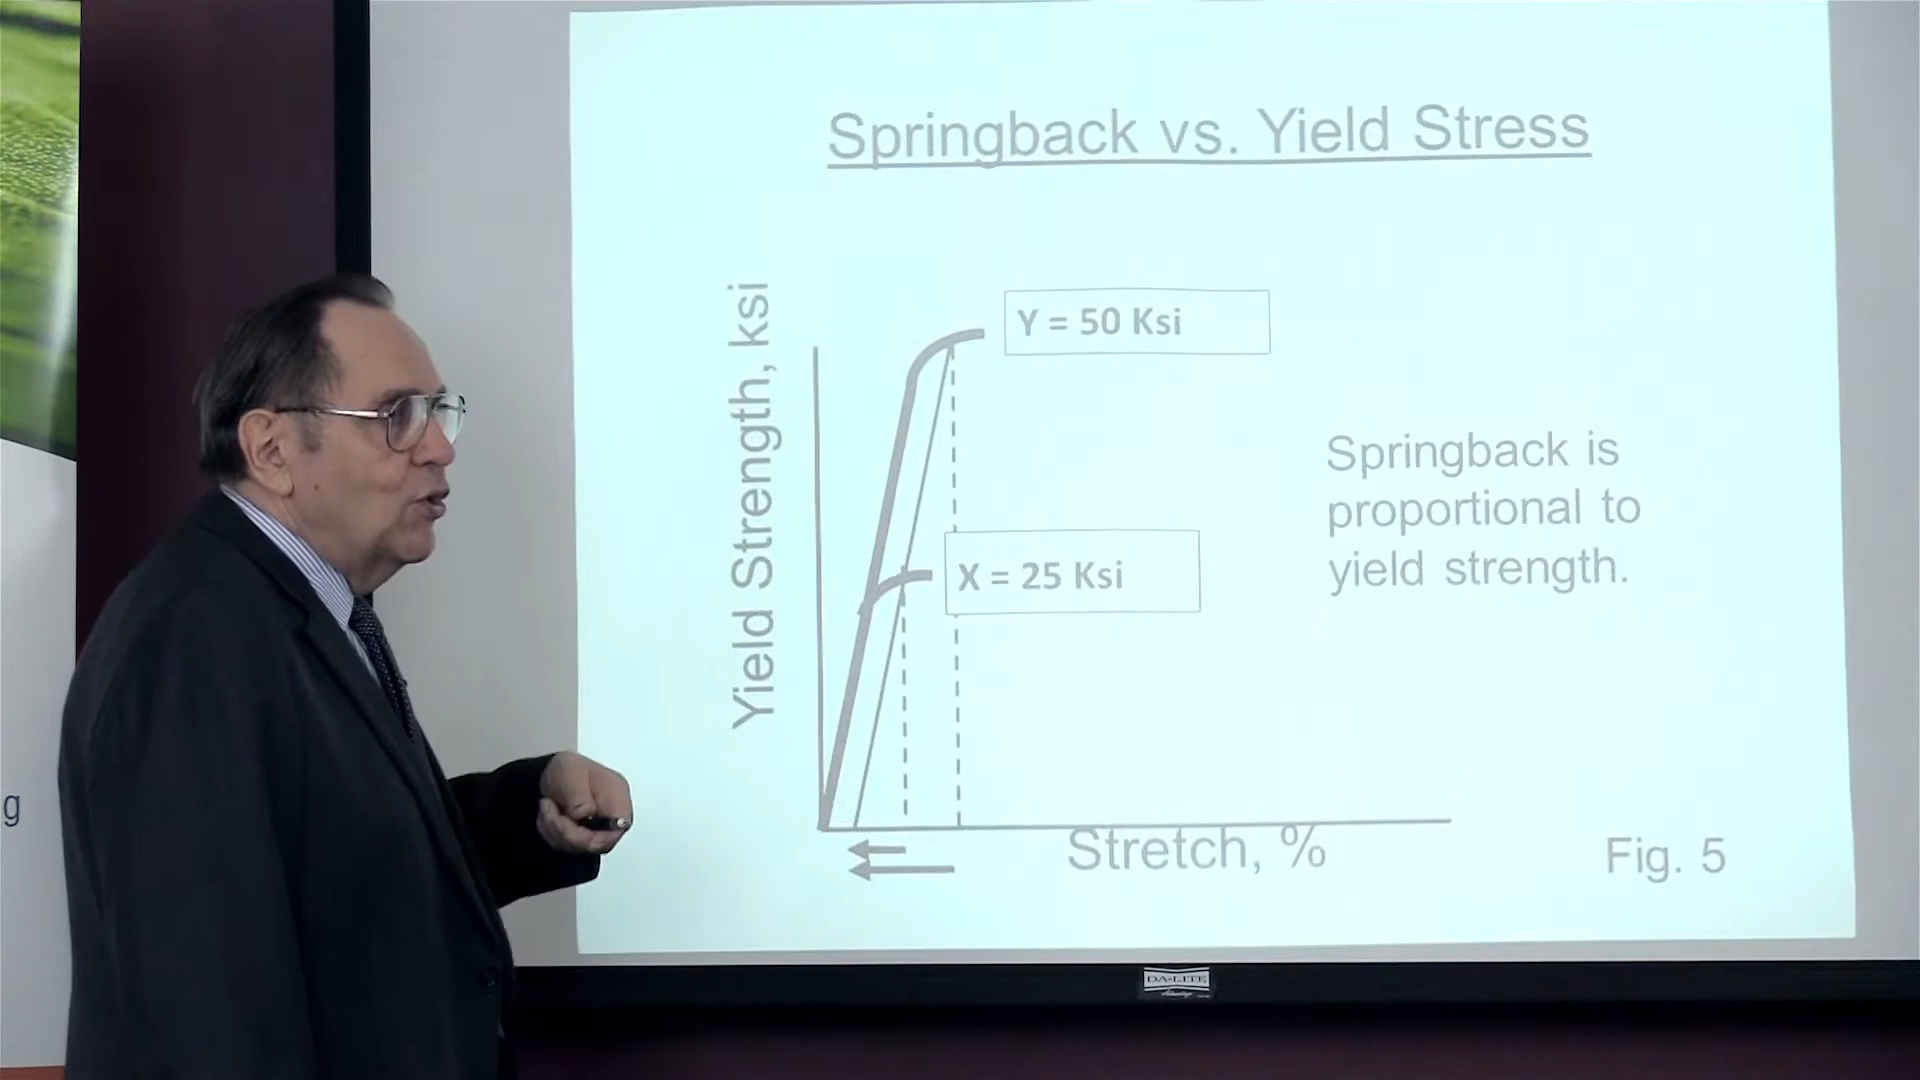 Springback vs. Yield Stress
Yield Strength, ksi
Y = 50 Ksi
X = 25 Ksi
Springback is
proportional to
yield strength.
Stretch, %
Fig. 5
g
DA-LITE